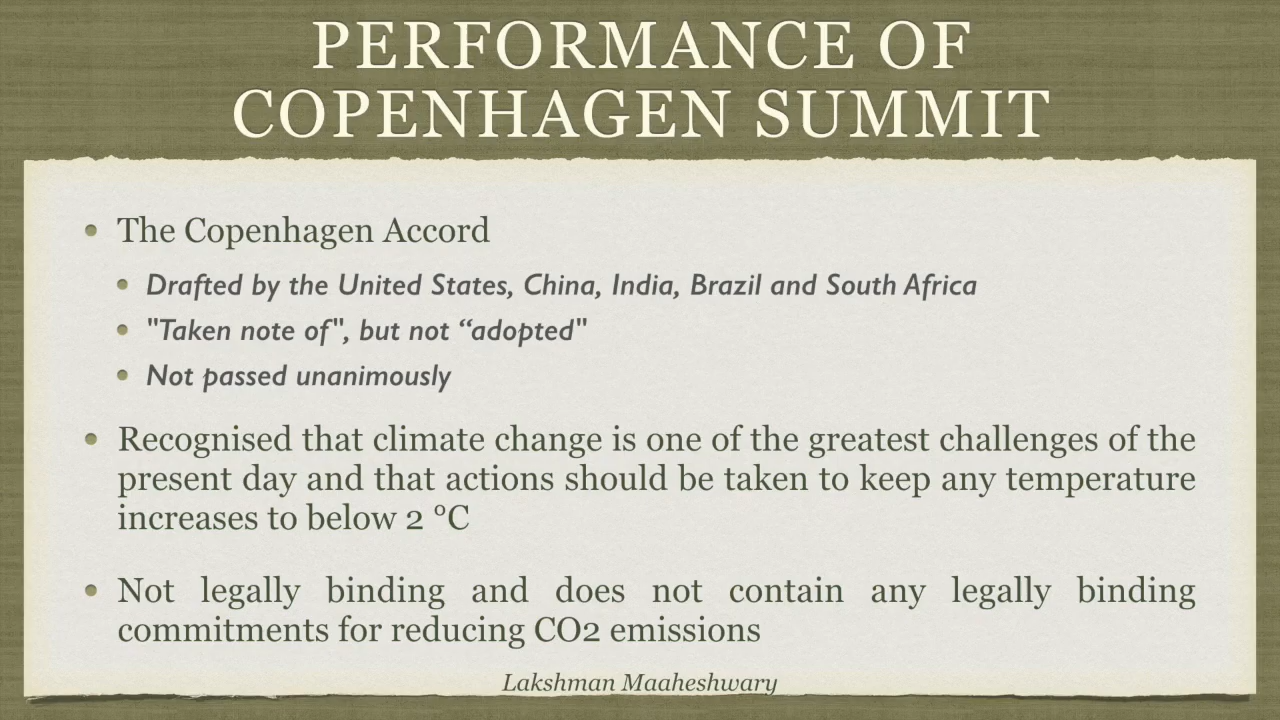 PERFORMANCE OF
COPENHAGEN SUMMIT
• The Copenhagen Accord
• Drafted by the United States, China, India, Brazil and South Africa
• "Taken note of", but not “adopted"
• Not passed unanimously
• Recognised that climate change is one of the greatest challenges of the
present day and that actions should be taken to keep any temperature
increases to below 2 °C
• Not legally binding and does not contain any legally binding
commitments for reducing CO2 emissions
Lakshman Maaheshwary